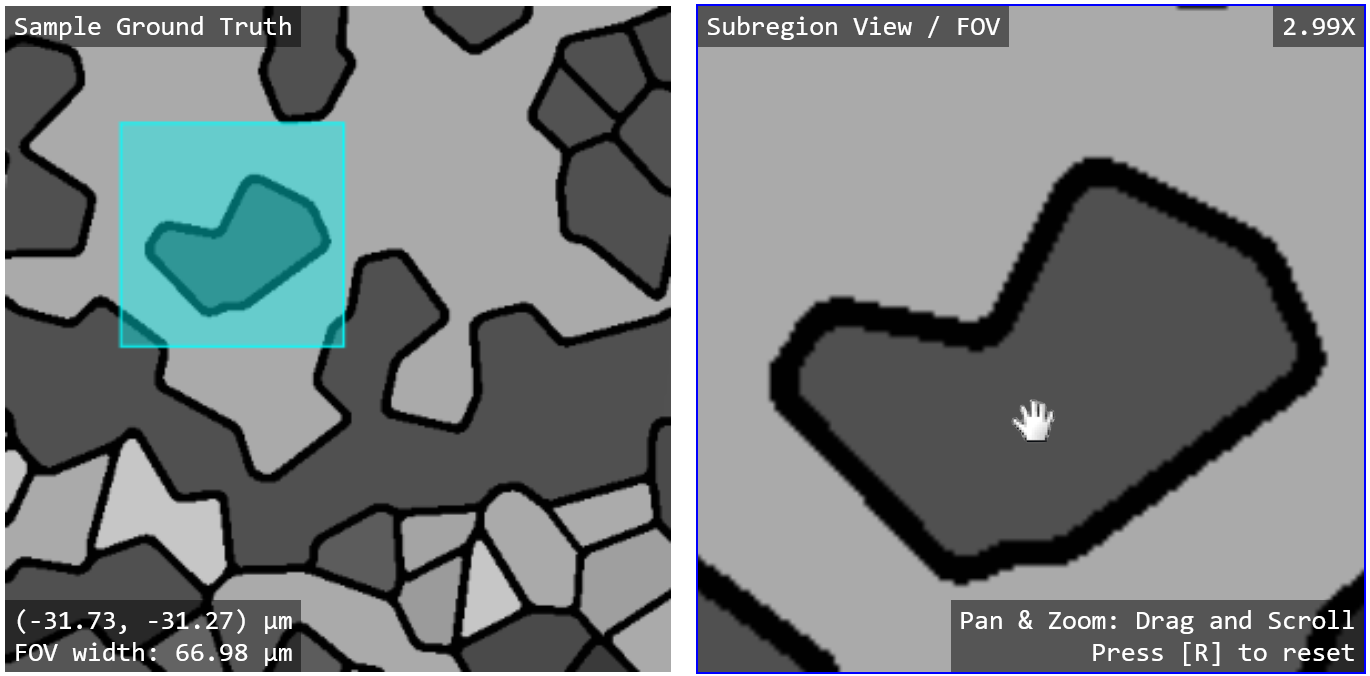 Sample Ground Truth
(-31.73, -31.27) µm
FOV width: 66.98 µm
Subregion View / FOV
2.99X
Pan & Zoom: Drag and Scroll
Press [R] to reset